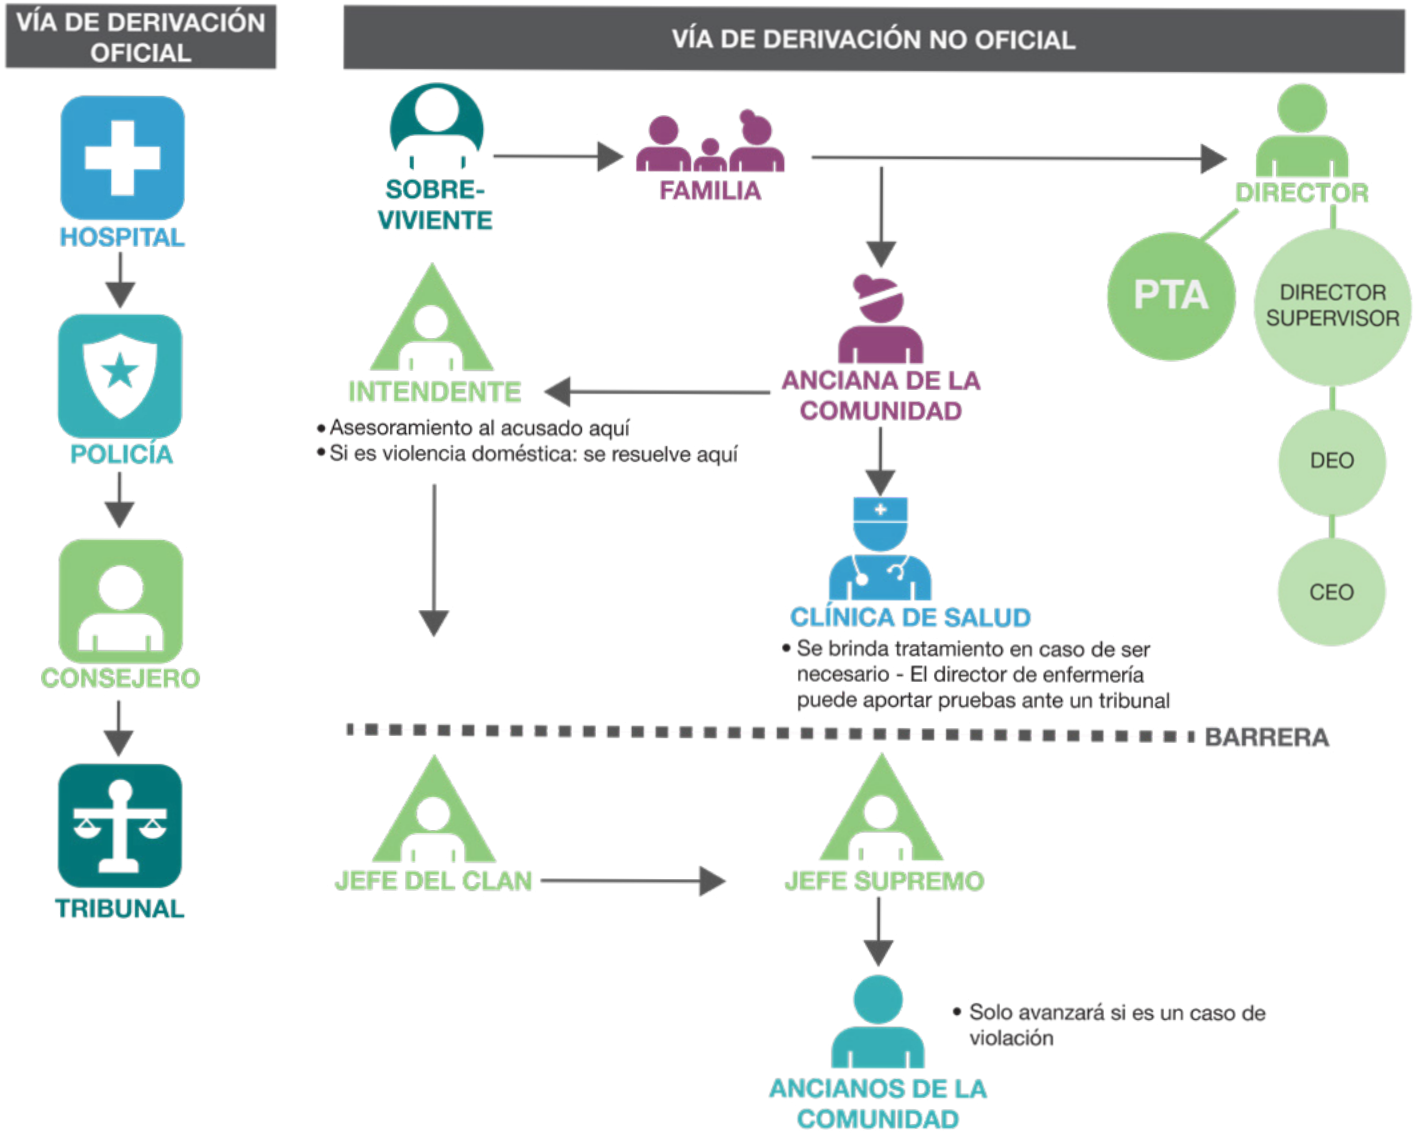 VÍA DE DERIVACIÓN
OFICIAL
HOSPITAL
POLICÍA
CONSEJERO
TRIBUNAL
VÍA DE DERIVACIÓN NO OFICIAL
SOBRE-
VIVIENTE
FAMILIA
DIRECTOR
PTA
DIRECTOR
SUPERVISOR
DEO
CEO
INTENDENTE
• Asesoramiento al acusado aquí
• Si es violencia doméstica: se resuelve aquí
ANCIANA DE LA
COMUNIDAD
CLÍNICA DE SALUD
• Se brinda tratamiento en caso de ser
necesario - El director de enfermería
puede aportar pruebas ante un tribunal
BARRERA
JEFE DEL CLAN
JEFE SUPREMO
ANCIANOS DE LA
COMUNIDAD
• Solo avanzará si es un caso de
violación